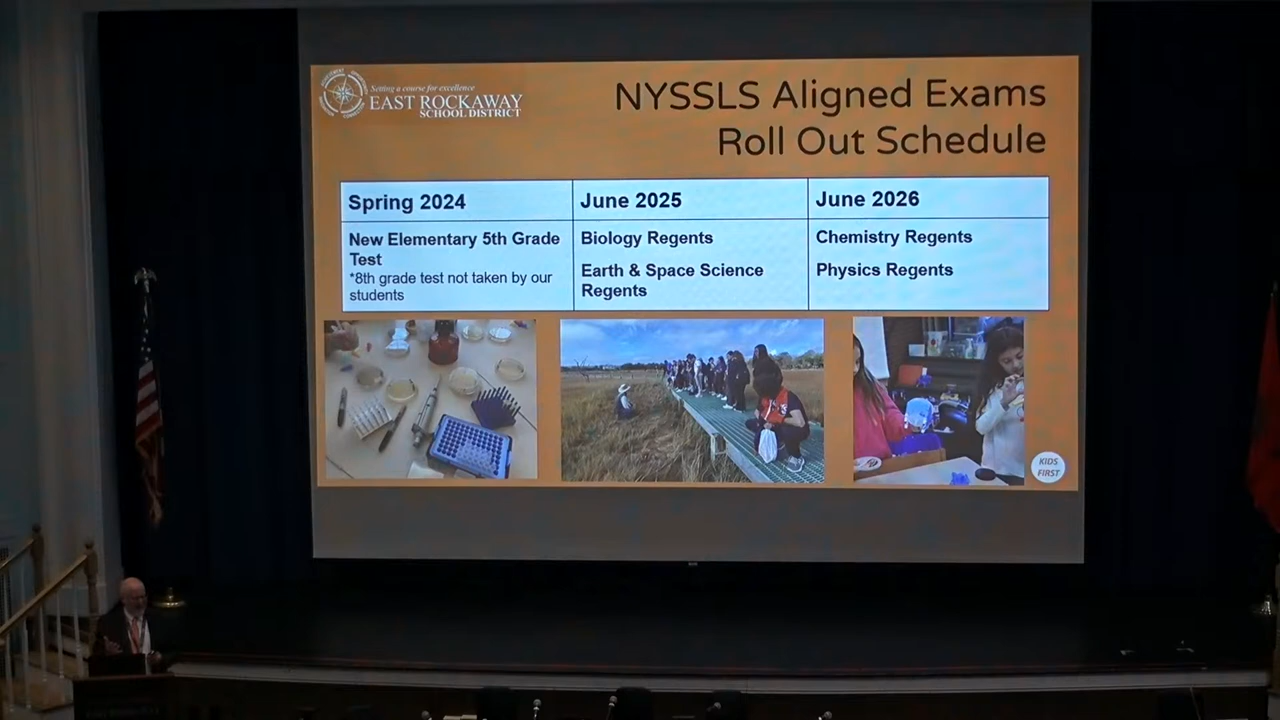 Setting a course for excellence
EAST ROCKAWAY
SCHOOL DISTRICT
NYSSLS Aligned Exams
Roll Out Schedule
Spring 2024
June 2025
June 2026
New Elementary 5th Grade
Test
*8th grade test not taken by our
students
Biology Regents
Earth & Space Science
Regents
Chemistry Regents
Physics Regents
KIDS
FIRST